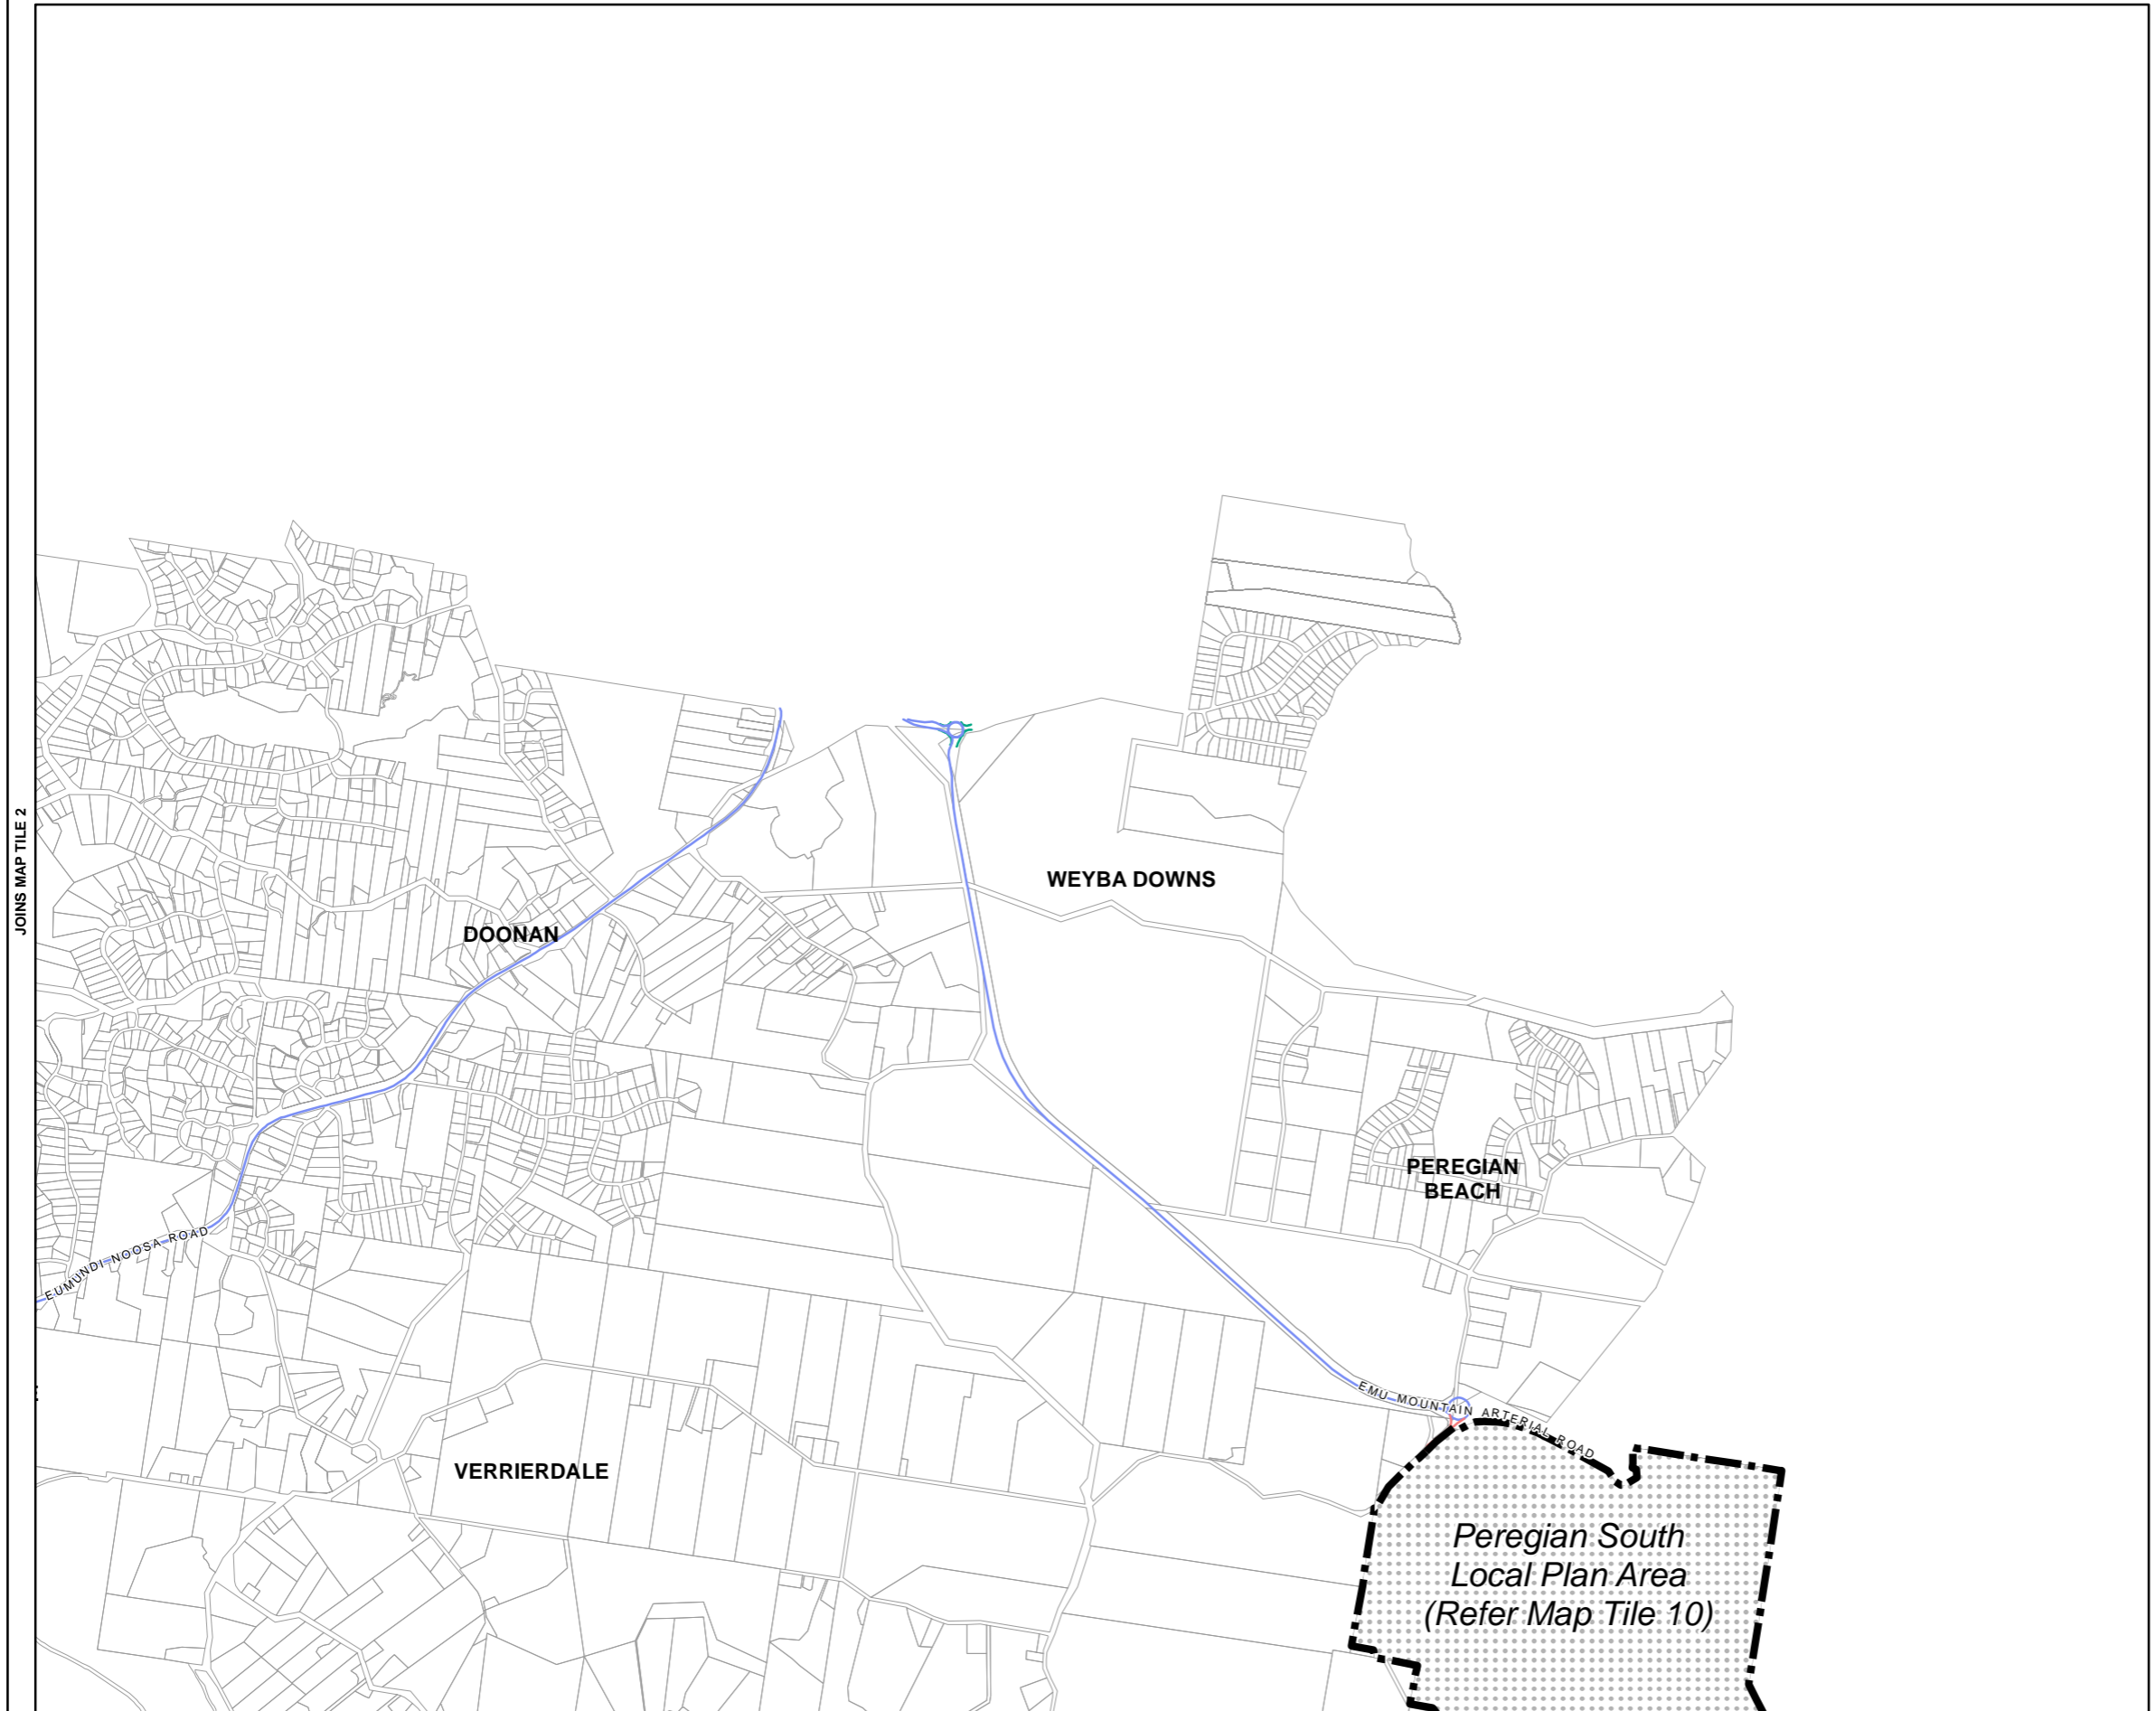 JOINS MAP TILE 2
WEYBA DOWNS
DOONAN
PEREGIAN
BEACH
EUMUNDI NOOSA ROAD
EMU MOUNTAIN ARTERIAL ROAD
VERRIERDALE
Peregian South
Local Plan Area
(Refer Map Tile 10)